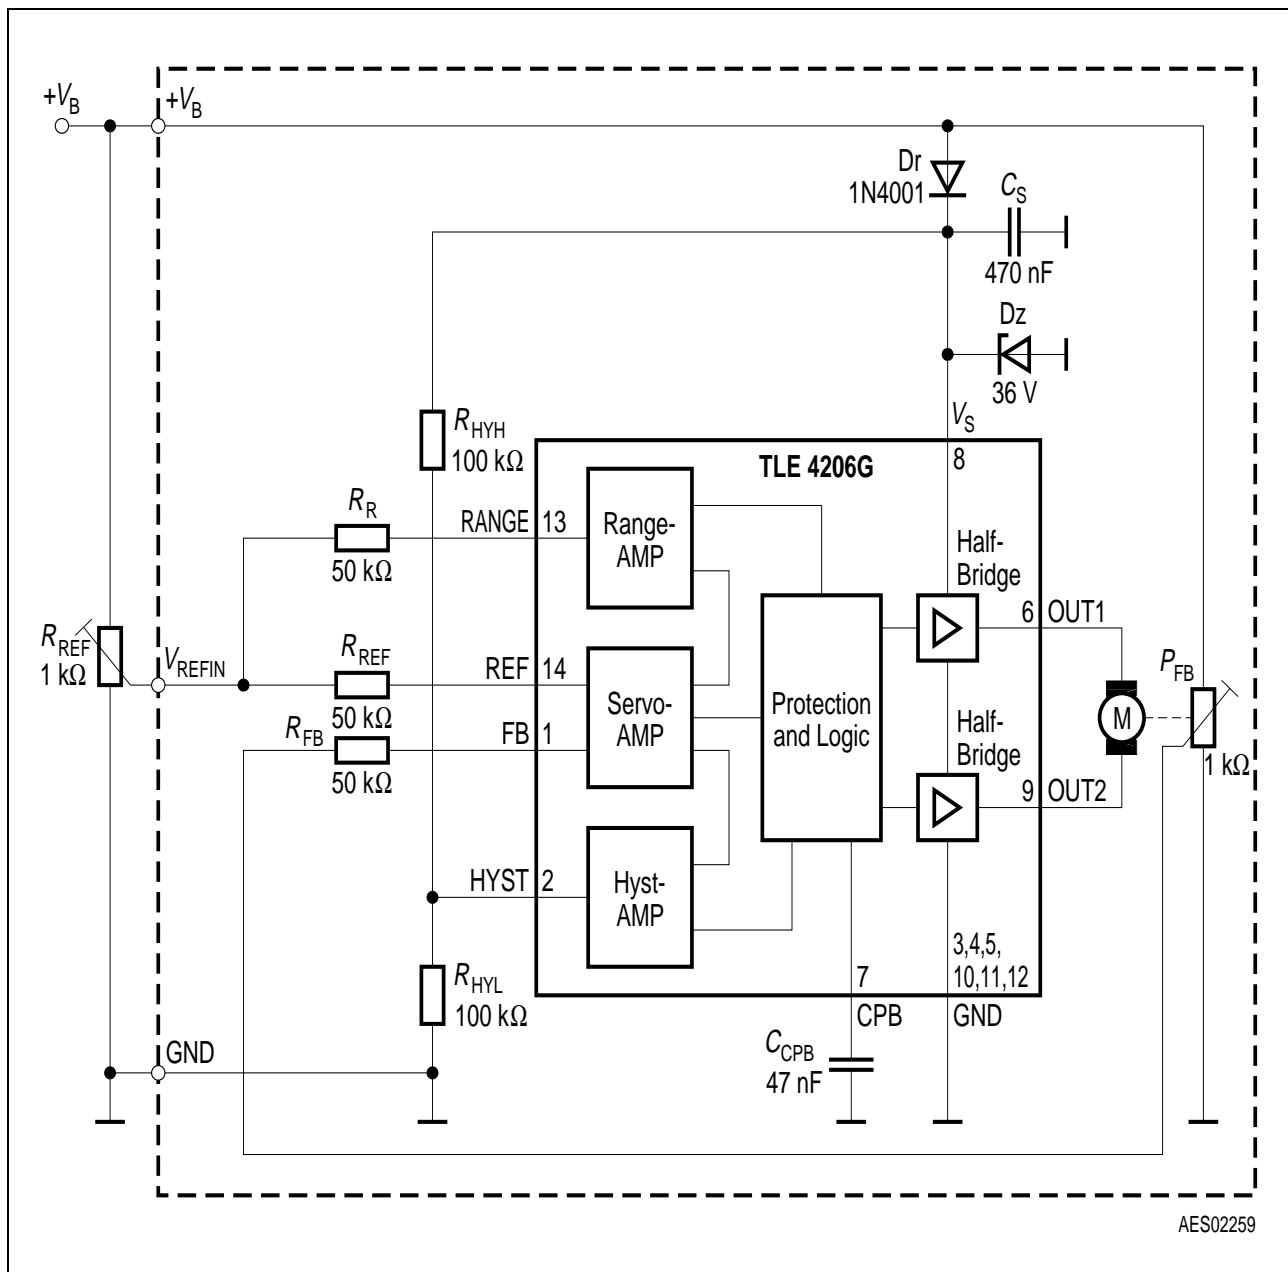 +VB
+VB
Dr
1N4001
CS
470 nF
Dz
36 V
VS
8
RHYH
100 kΩ
TLE 4206G
RR
50 kΩ
RANGE 13
Range-
AMP
Half-
Bridge
6 OUT1
RREF
1 kΩ
VREFIN
RREF
50 kΩ
REF 14
Servo-
AMP
Protection
and Logic
PFB
1 kΩ
M
RFB
50 kΩ
FB 1
Half-
Bridge
9 OUT2
HYST 2
Hyst-
AMP
3,4,5,
10,11,12
7
RHYL
100 kΩ
CPB
GND
GND
CCPB
47 nF
AES02259